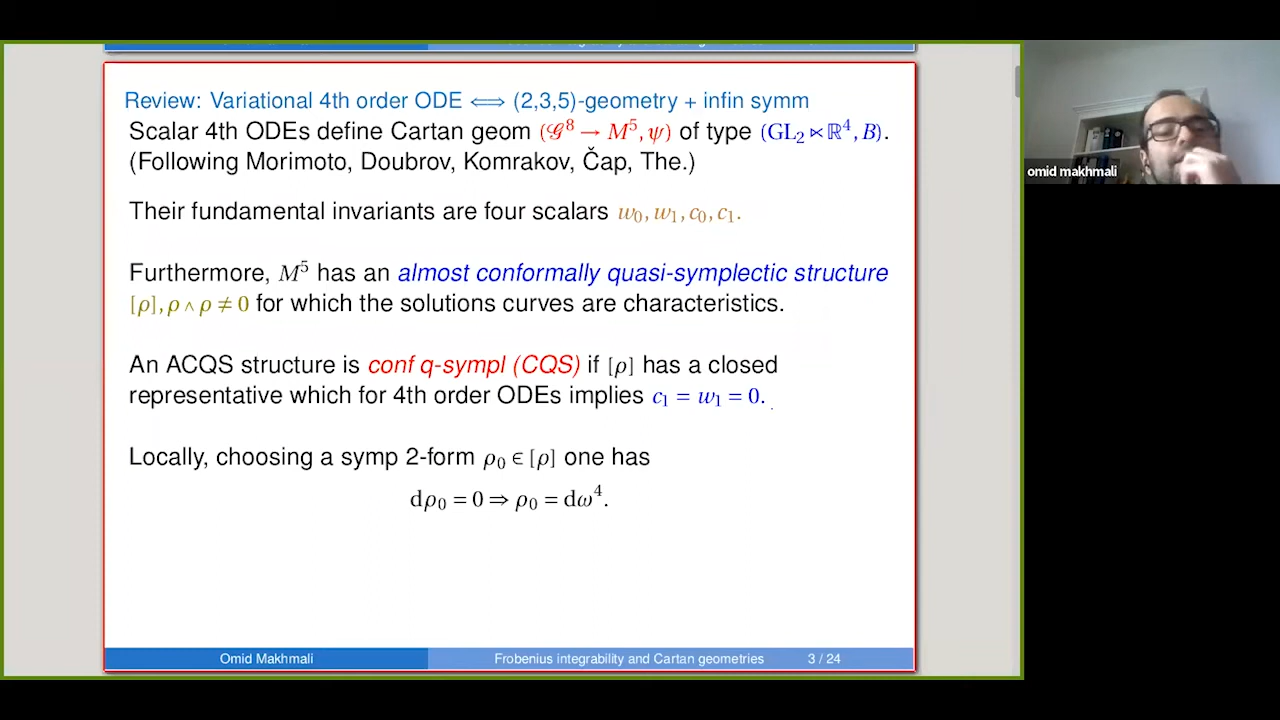 Review: Variational 4th order ODE ⟺ (2,3,5)-geometry + infin symm
Scalar 4th ODEs define Cartan geom (𝒢⁸ → M⁵, ψ) of type (GL₂ ⋉ ℝ⁴, B).
(Following Morimoto, Doubrov, Komrakov, Čap, The.)
Their fundamental invariants are four scalars w₀, w₁, c₀, c₁.
Furthermore, M⁵ has an almost conformally quasi-symplectic structure
[ρ], ρ ∧ ρ ≠ 0 for which the solutions curves are characteristics.
An ACQS structure is conf q-sympl (CQS) if [ρ] has a closed
representative which for 4th order ODEs implies c₁ = w₁ = 0.
Locally, choosing a symp 2-form ρ₀ ∈ [ρ] one has
dρ₀ = 0 ⇒ ρ₀ = dω⁴.
Omid Makhmali
Frobenius integrability and Cartan geometries
3 / 24
omid makhmali